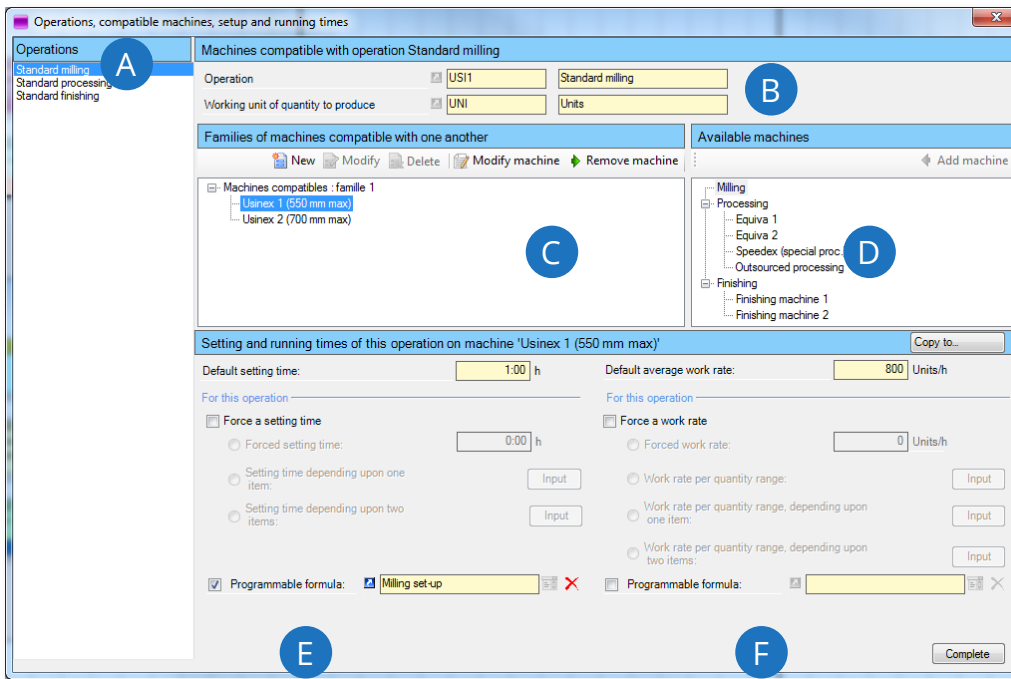 Operations, compatible machines, setup and running times
Operations
A
Standard milling
Standard processing
Standard finishing
Machines compatible with operation Standard milling
Operation USI1 Standard milling
Working unit of quantity to produce UNI Units
B
Families of machines compatible with one another
New Modify Delete Modify machine Remove machine
Machines compatibles : famille 1
Usinex 1 (550 mm max)
Usinex 2 (700 mm max)
C
Available machines
Add machine
Milling
Processing
Equiva 1
Equiva 2
Speedex (special proc.
Outsourced processing
Finishing
Finishing machine 1
Finishing machine 2
D
Setting and running times of this operation on machine 'Usinex 1 (550 mm max)'
Copy to...
Default setting time: 1:00 h
For this operation
Force a setting time
Forced setting time: 0:00 h
Setting time depending upon one
item: Input
Setting time depending upon two
items: Input
Programmable formula: Milling set-up
E
Default average work rate: 800 Units/h
For this operation
Force a work rate
Forced work rate: 0 Units/h
Work rate per quantity range: Input
Work rate per quantity range, depending upon
one item: Input
Work rate per quantity range, depending upon
two items: Input
Programmable formula:
F
Complete